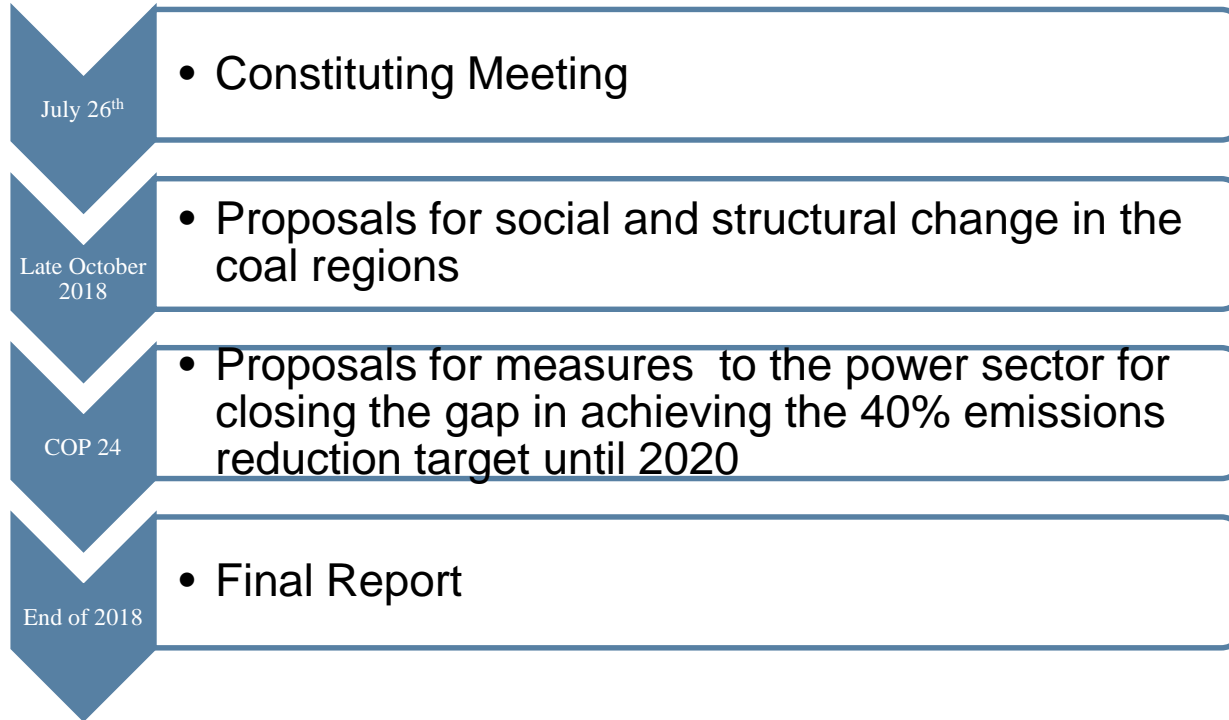 July 26th
• Constituting Meeting
Late October
2018
• Proposals for social and structural change in the
coal regions
COP 24
• Proposals for measures  to the power sector for
closing the gap in achieving the 40% emissions
reduction target until 2020
End of 2018
• Final Report